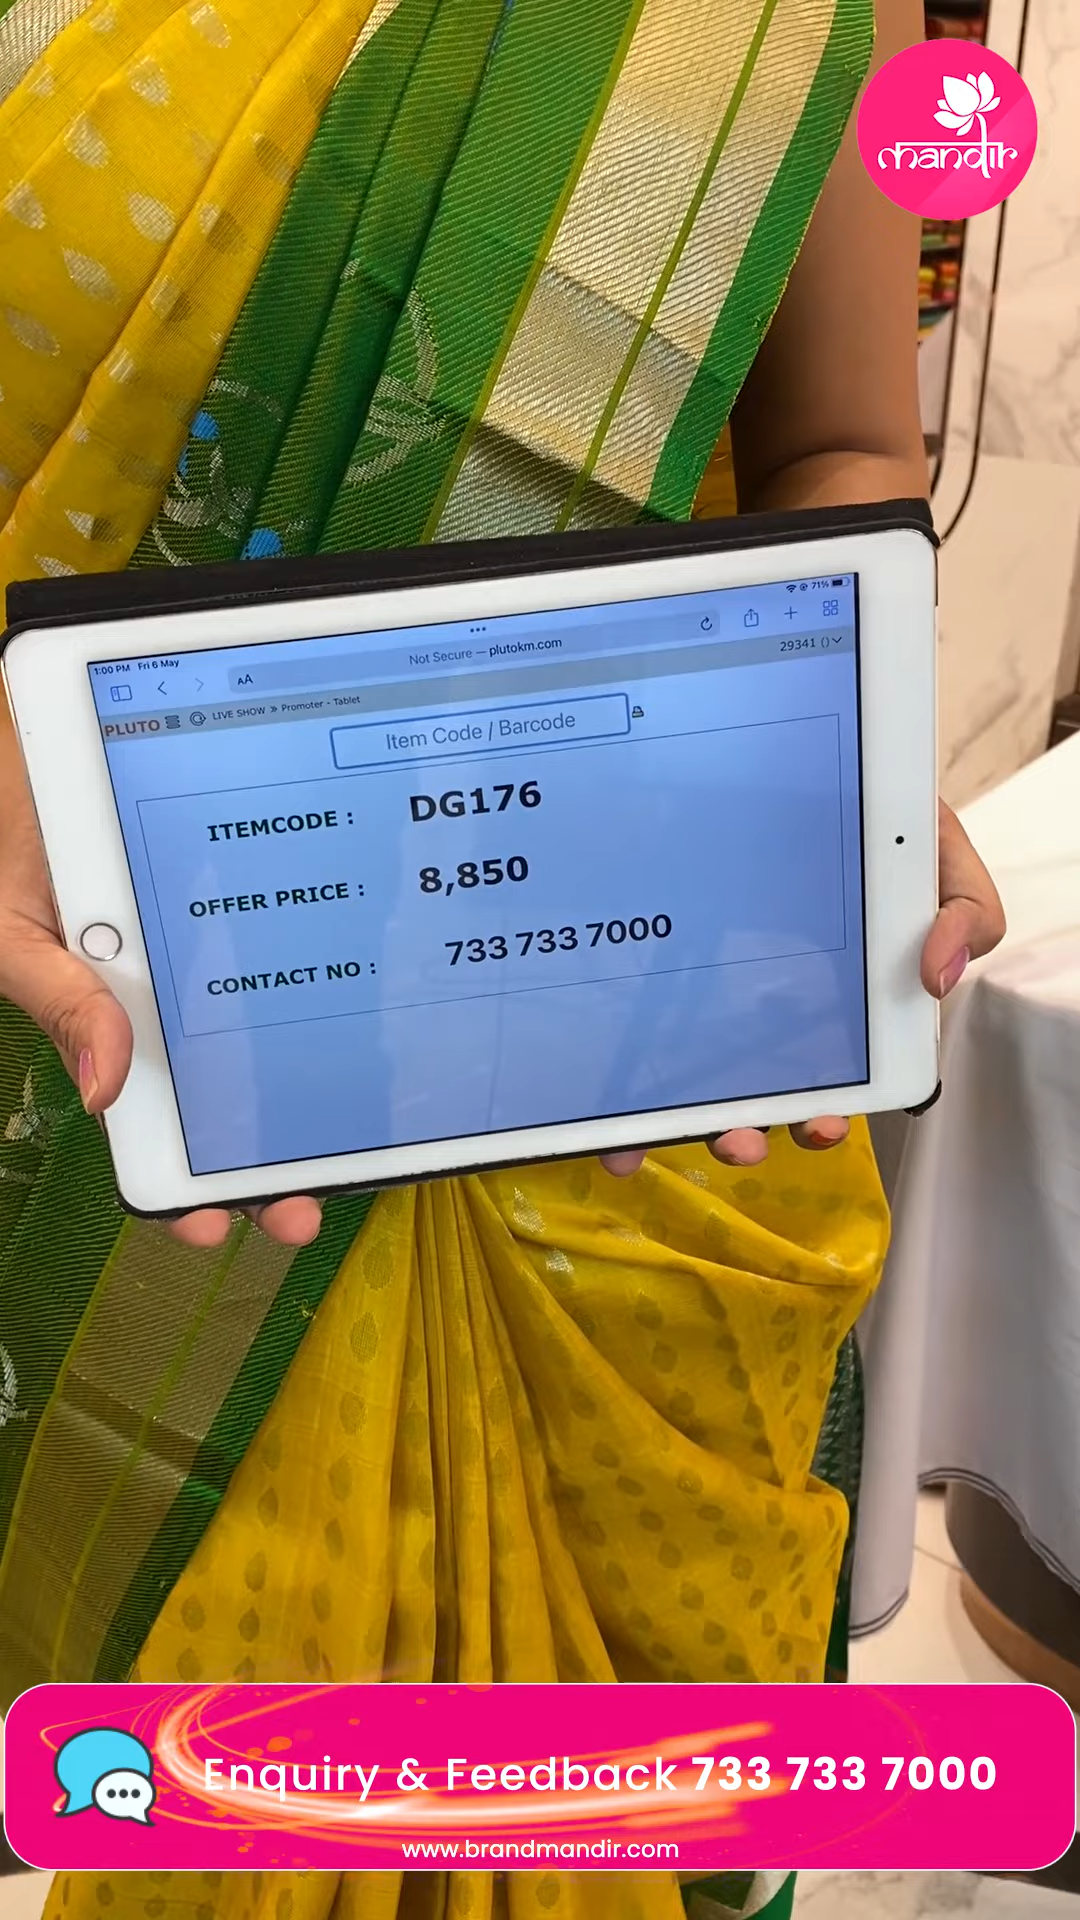 mandir
1:00 PM Fri 6 May
71%
AA
Not Secure — plutokm.com
29341 ()
PLUTO
LIVE SHOW » Promoter - Tablet
Item Code / Barcode
ITEMCODE : DG176
OFFER PRICE : 8,850
CONTACT NO : 733 733 7000
Enquiry & Feedback 733 733 7000
www.brandmandir.com